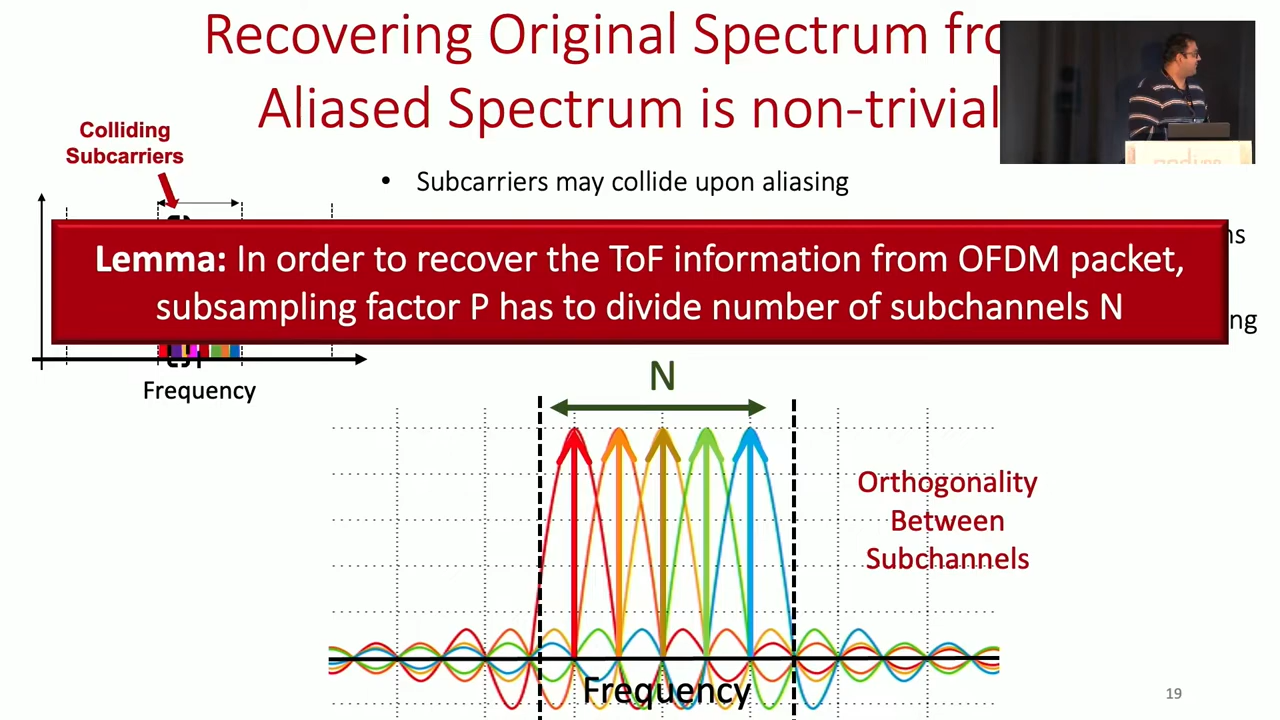 Recovering Original Spectrum
Aliased Spectrum is non-trivial
Colliding
Subcarriers
• Subcarriers may collide upon aliasing
Lemma: In order to recover the ToF information from OFDM packet,
subsampling factor P has to divide number of subchannels N
Frequency
N
Orthogonality
Between
Subchannels
Frequency
19